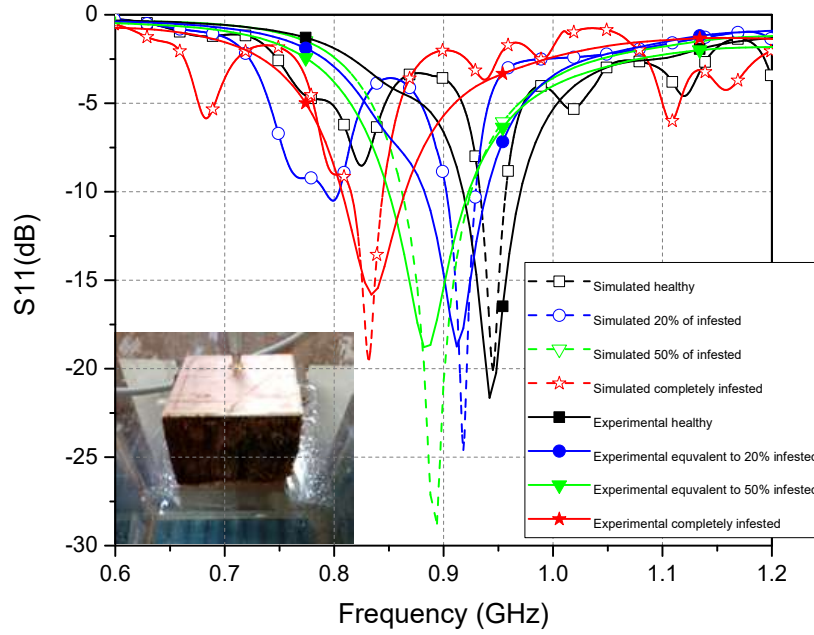 0
-5
-10
-15
-20
-25
-30
S11(dB)
0.6 0.7 0.8 0.9 1.0 1.1 1.2
Frequency (GHz)
Simulated healthy
Simulated 20% of infested
Simulated 50% of infested
Simulated completely infested
Experimental healthy
Experimental equvalent to 20% infested
Experimental equvalent to 50% infested
Experimental completely infested